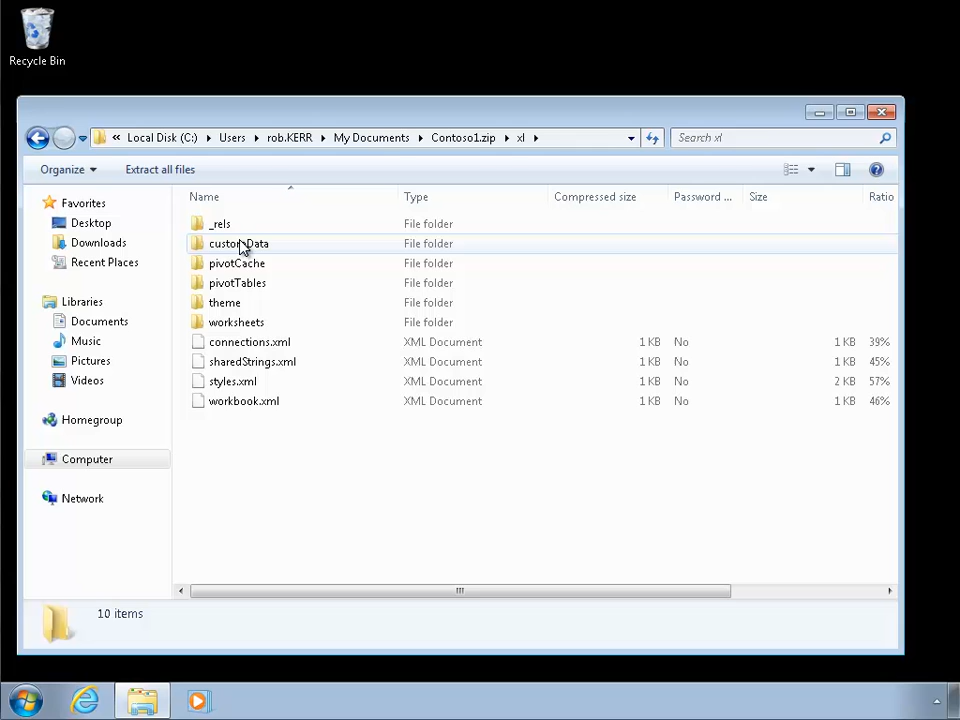 Recycle Bin
« Local Disk (C:) Users rob.KERR My Documents Contoso1.zip xl Search xl
Organize Extract all files
Name Type Compressed size Password ... Size Ratio
Favorites
Desktop
Downloads
Recent Places
Libraries
Documents
Music
Pictures
Videos
Homegroup
Computer
Network
_rels File folder
customData File folder
pivotCache File folder
pivotTables File folder
theme File folder
worksheets File folder
connections.xml XML Document 1 KB No 1 KB 39%
sharedStrings.xml XML Document 1 KB No 1 KB 45%
styles.xml XML Document 1 KB No 2 KB 57%
workbook.xml XML Document 1 KB No 1 KB 46%
10 items